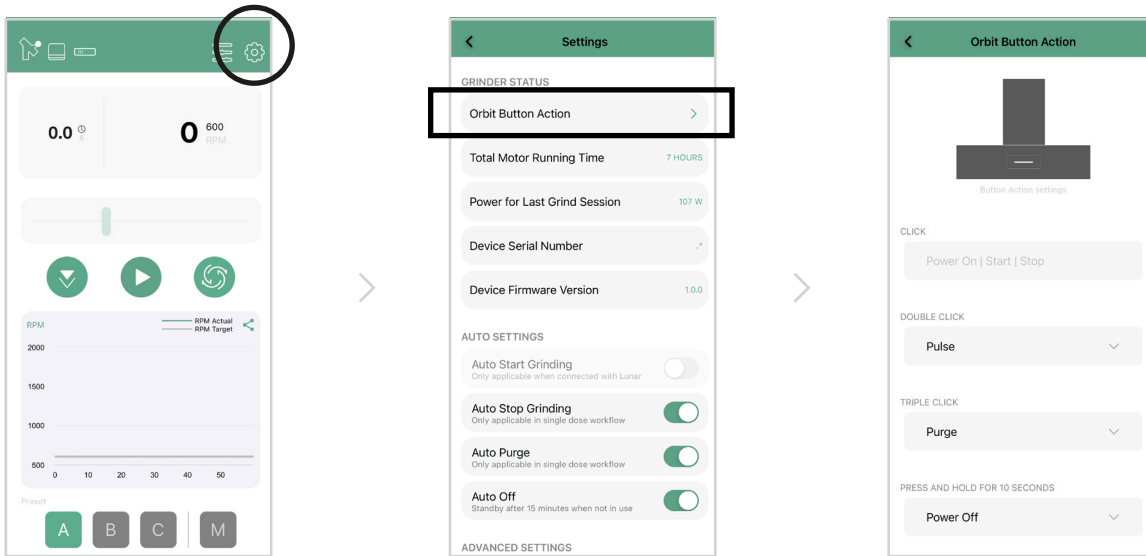 0.0 s
0 600
RPM
RPM
RPM Actual
RPM Target
2000
1500
1000
500
0 10 20 30 40 50
Preset
A B C M
Settings
GRINDER STATUS
Orbit Button Action
Total Motor Running Time 7 HOURS
Power for Last Grind Session 107 W
Device Serial Number
Device Firmware Version 1.0.0
AUTO SETTINGS
Auto Start Grinding
Only applicable when connected with Lunar
Auto Stop Grinding
Only applicable in single dose workflow
Auto Purge
Only applicable in single dose workflow
Auto Off
Standby after 15 minutes when not in use
ADVANCED SETTINGS
Orbit Button Action
Button Action settings
CLICK
Power On | Start | Stop
DOUBLE CLICK
Pulse
TRIPLE CLICK
Purge
PRESS AND HOLD FOR 10 SECONDS
Power Off